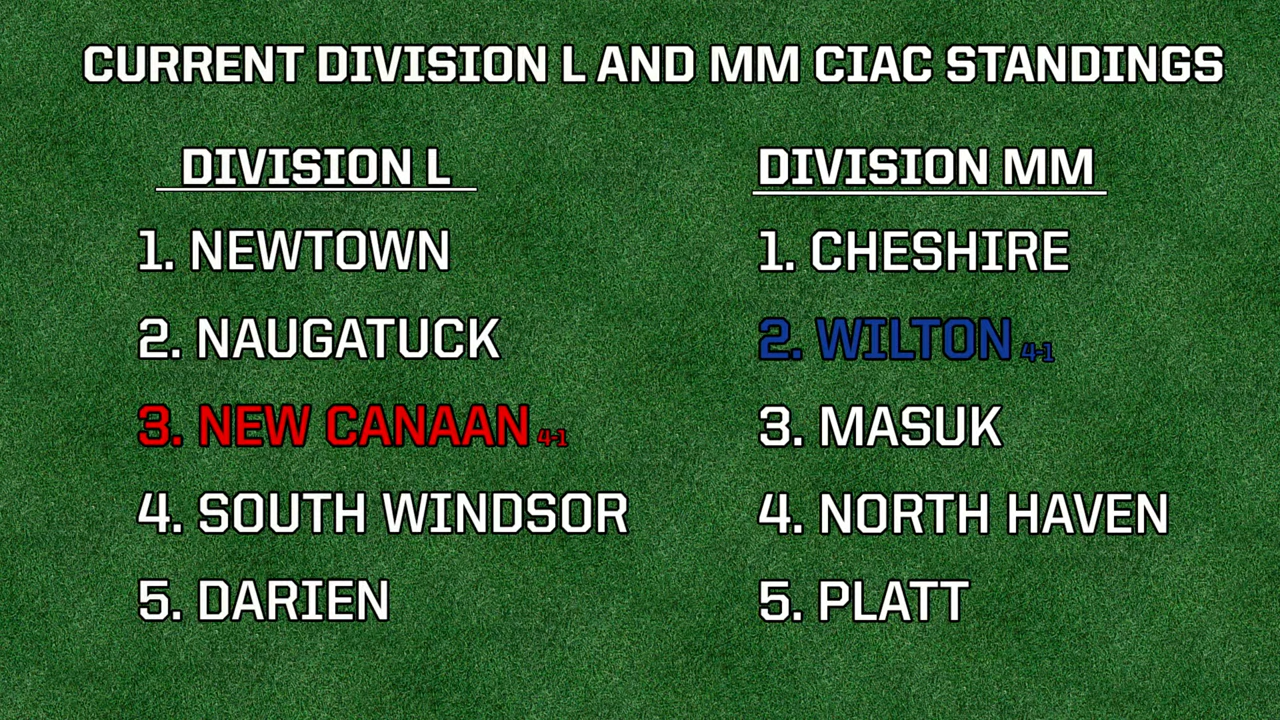 CURRENT DIVISION L AND MM CIAC STANDINGS
DIVISION L
1. NEWTOWN
2. NAUGATUCK
3. NEW CANAAN 4-1
4. SOUTH WINDSOR
5. DARIEN
DIVISION MM
1. CHESHIRE
2. WILTON 4-1
3. MASUK
4. NORTH HAVEN
5. PLATT